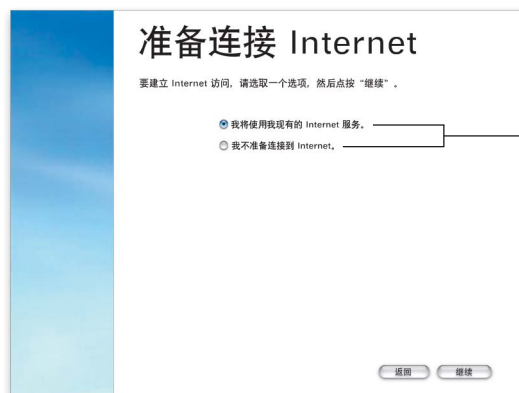 准备连接 Internet
要建立 Internet 访问，请选取一个选项，然后点按“继续”。
我将使用我现有的 Internet 服务。
我不准备连接到 Internet。
返回 继续